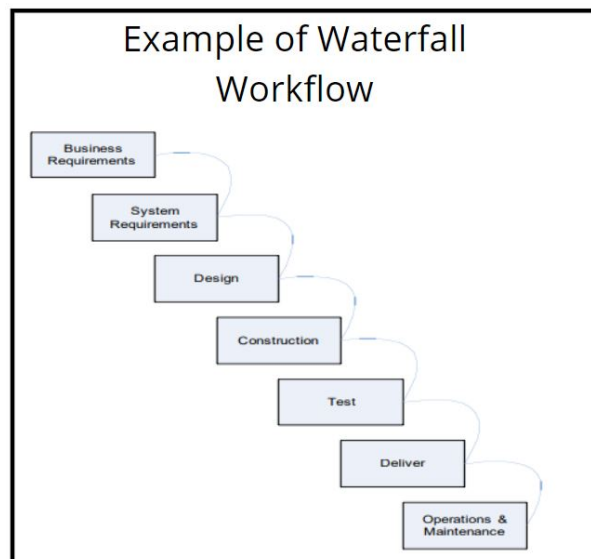 Example of Waterfall
Workflow
Business
Requirements
System
Requirements
Design
Construction
Test
Deliver
Operations &
Maintenance